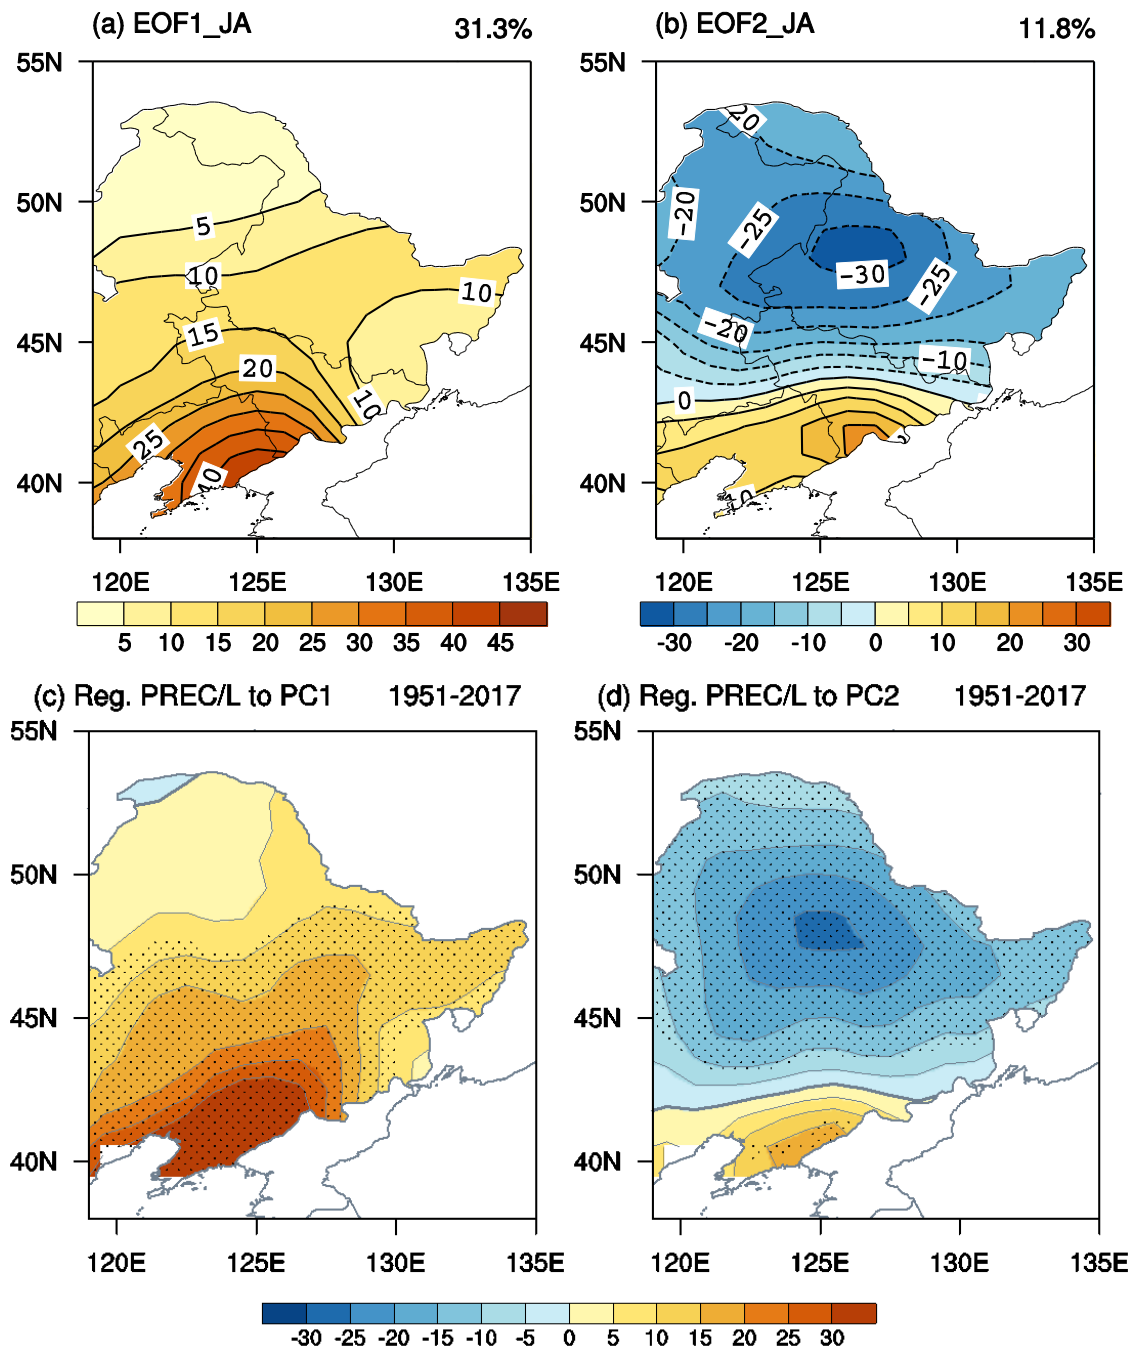 (a) EOF1_JA 31.3%
(b) EOF2_JA 11.8%
55N
50N
45N
40N
5
10
10
15
20
25
10
40
120E 125E 130E 135E
5 10 15 20 25 30 35 40 45
55N
50N
45N
40N
20
-20
-25
-30
-25
-20
-10
0
120E 125E 130E 135E
-30 -20 -10 0 10 20 30
(c) Reg. PREC/L to PC1 1951-2017
(d) Reg. PREC/L to PC2 1951-2017
55N
50N
45N
40N
120E 125E 130E 135E
55N
50N
45N
40N
120E 125E 130E 135E
-30 -25 -20 -15 -10 -5 0 5 10 15 20 25 30